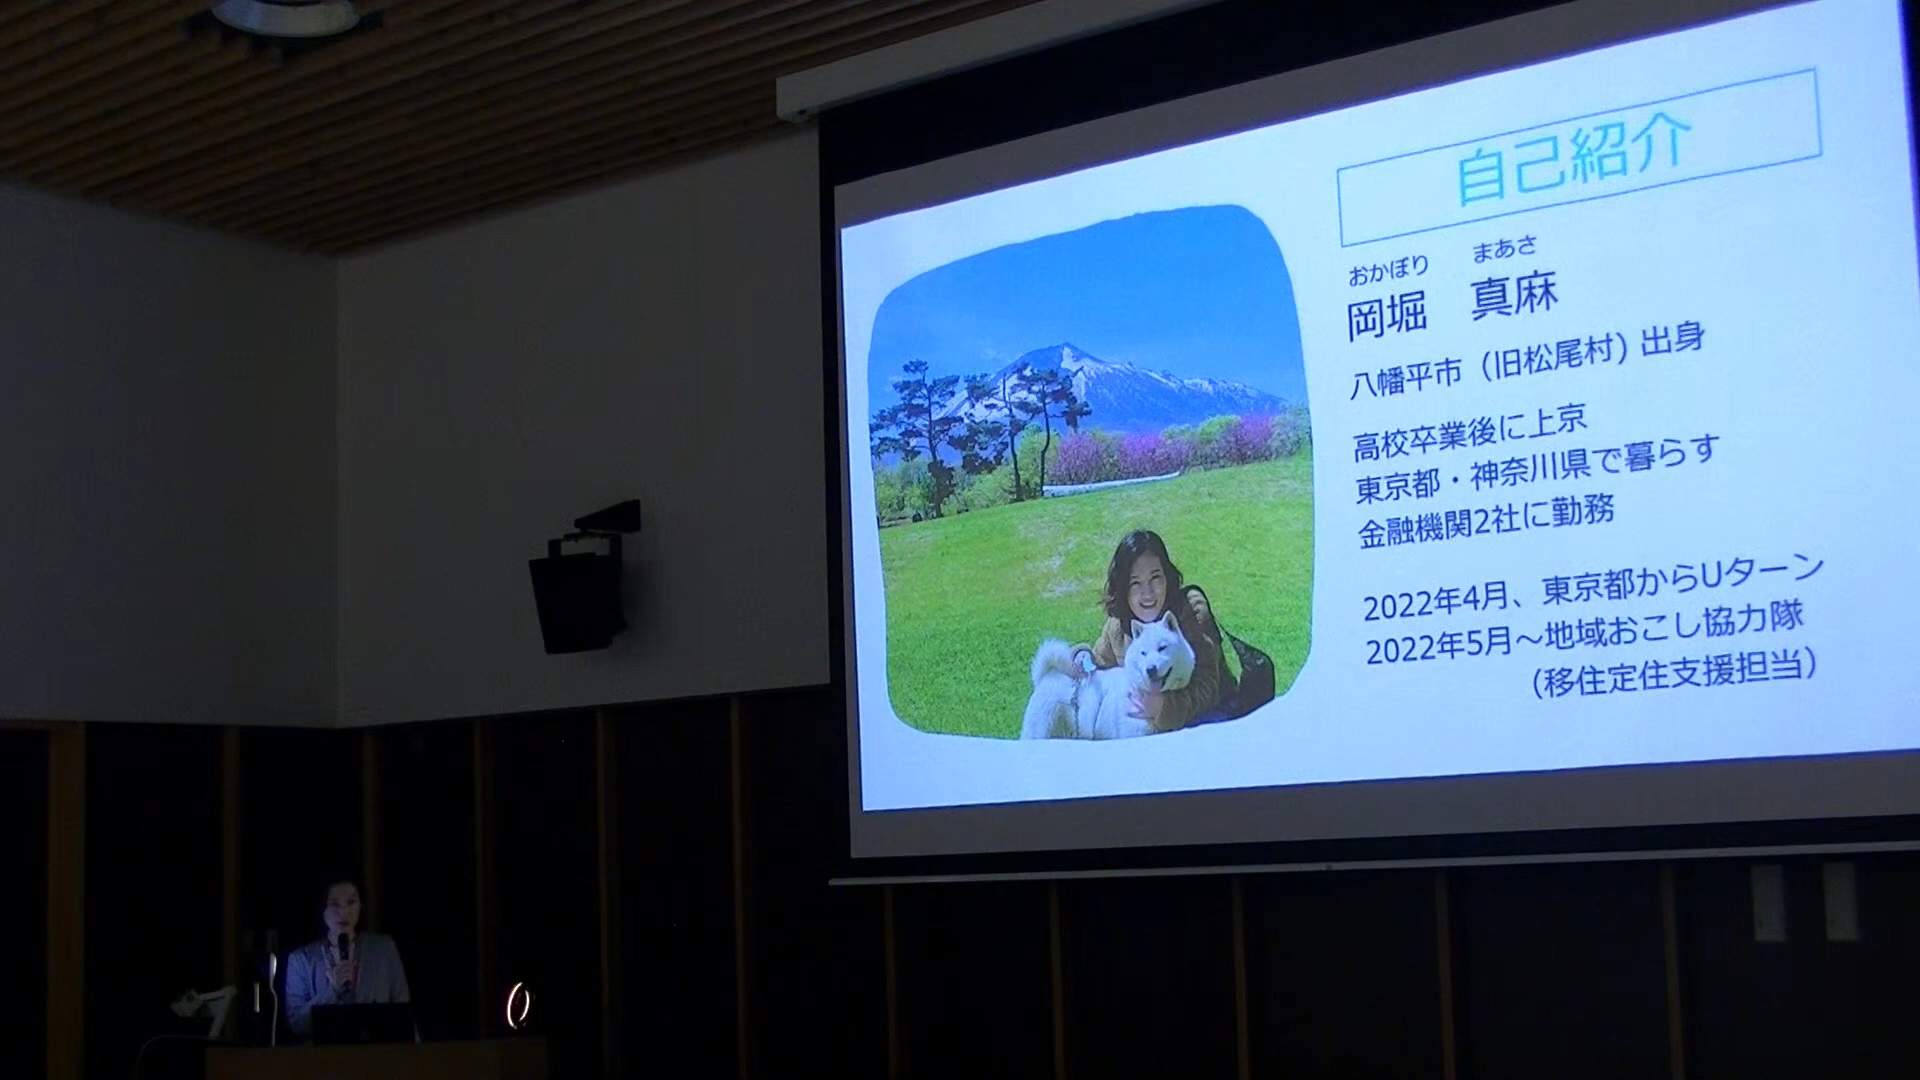 自己紹介
おかぼり　まあさ
岡堀　真麻
八幡平市（旧松尾村）出身
高校卒業後に上京
東京都・神奈川県で暮らす
金融機関2社に勤務
2022年4月、東京都からUターン
2022年5月～地域おこし協力隊
（移住定住支援担当）